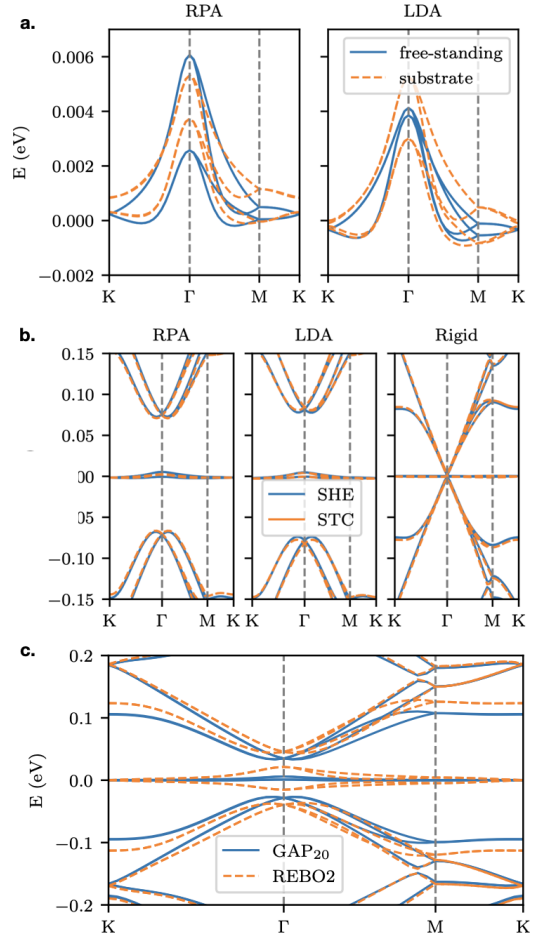 a.
RPA
LDA
0.006
0.004
0.002
0.000
−0.002
E (eV)
free-standing
substrate
K
Γ
M
K
K
Γ
M
K
b.
RPA
LDA
Rigid
0.15
0.10
0.05
00
05
−0.10
−0.15
SHE
STC
K
Γ
M
K
K
Γ
M
K
K
Γ
M
K
c.
0.2
0.1
0.0
−0.1
−0.2
E (eV)
GAP₂₀
REBO2
K
Γ
M
K